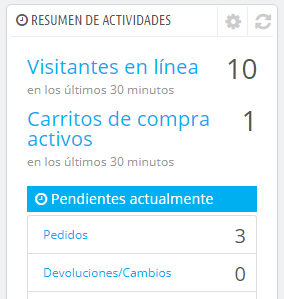 RESUMEN DE ACTIVIDADES
Visitantes en línea 10
en los últimos 30 minutos
Carritos de compra 1
activos
en los últimos 30 minutos
Pendientes actualmente
Pedidos 3
Devoluciones/Cambios 0